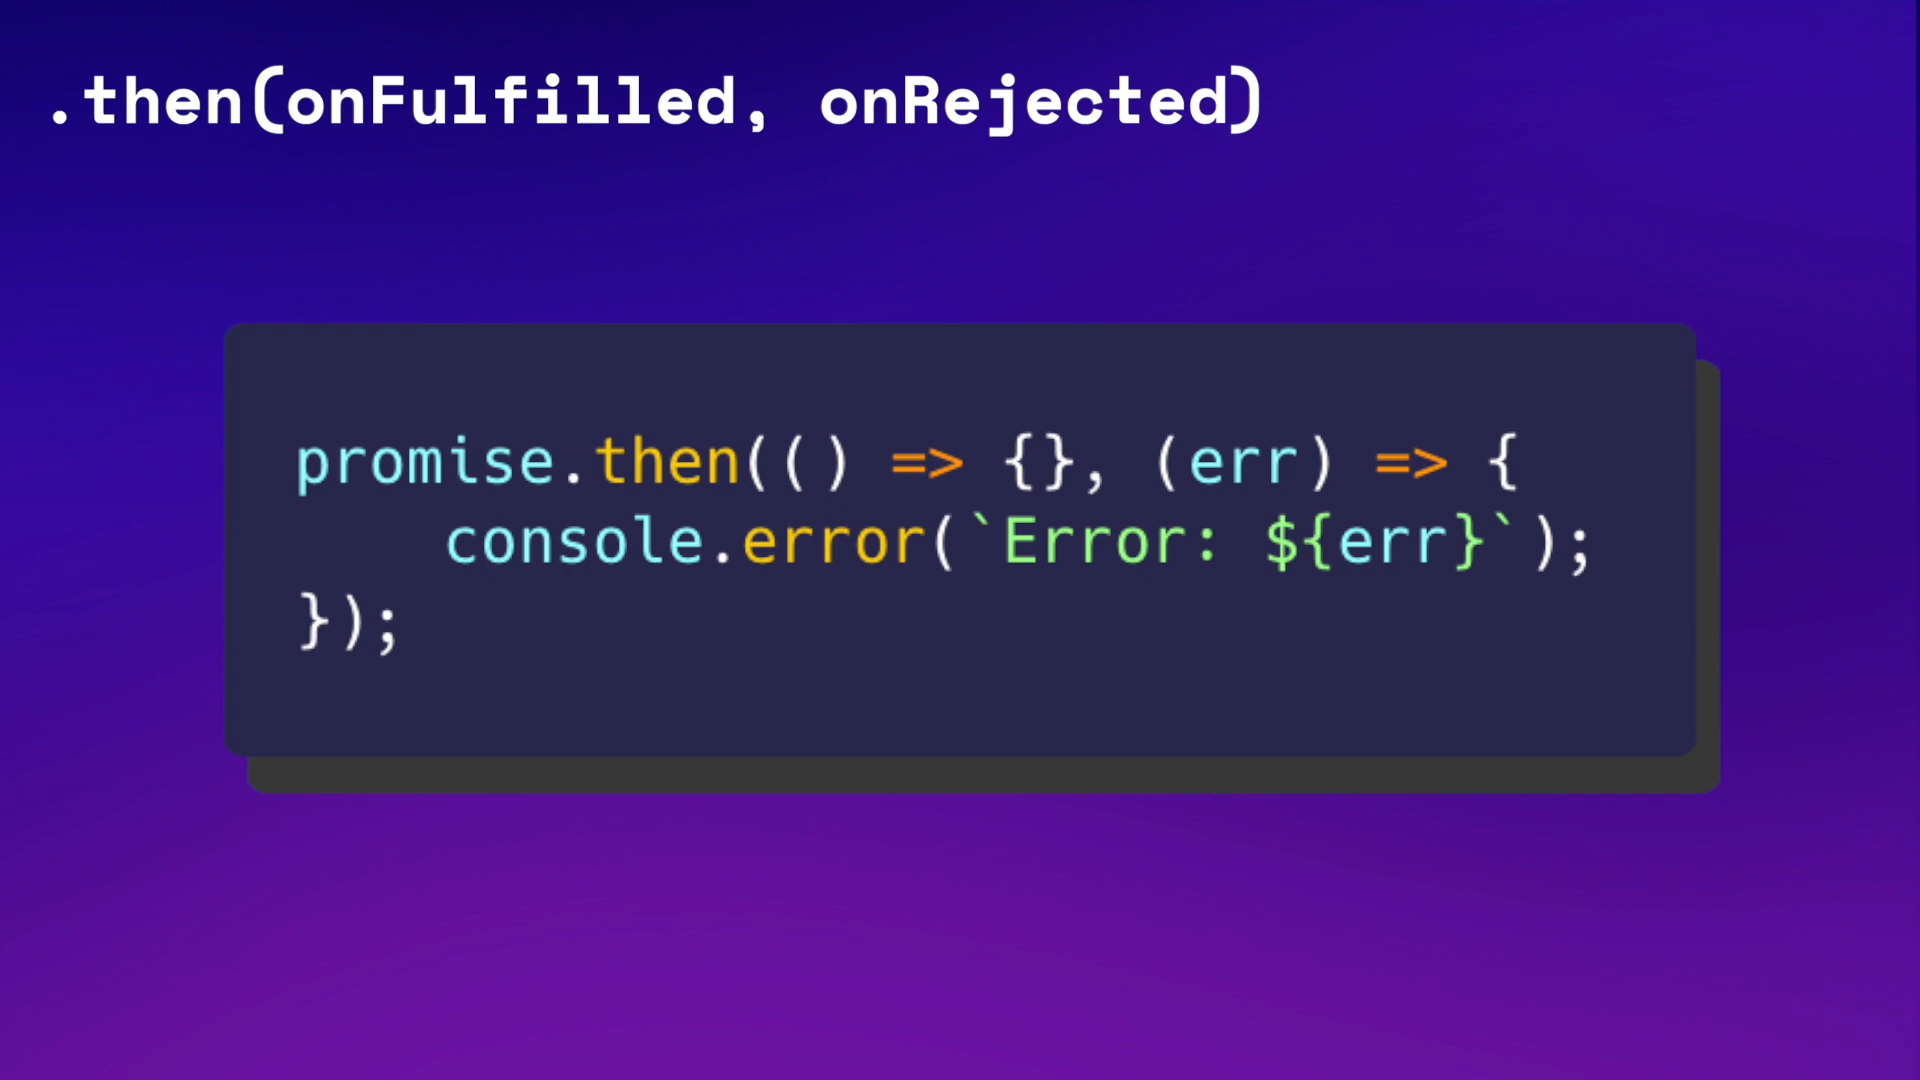 .then(onFulfilled, onRejected)
promise.then(() => {}, (err) => {
    console.error(`Error: ${err}`);
});